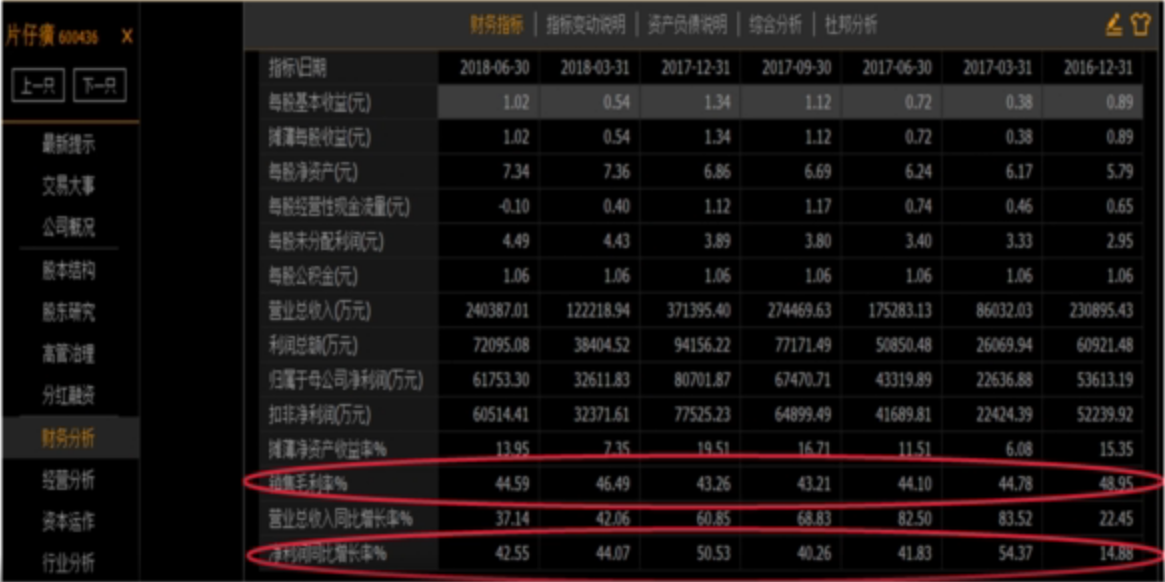 片仔癀 600436 X
上一只 下一只
最新提示
交易大事
公司概况
股本结构
股东研究
高管治理
分红融资
财务分析
经营分析
资本运作
行业分析
财务指标 | 指标变动说明 | 资产负债说明 | 综合分析 | 杜邦分析
指标\日期 2018-06-30 2018-03-31 2017-12-31 2017-09-30 2017-06-30 2017-03-31 2016-12-31
每股基本收益(元) 1.02 0.54 1.34 1.12 0.72 0.38 0.89
摊薄每股收益(元) 1.02 0.54 1.34 1.12 0.72 0.38 0.89
每股净资产(元) 7.34 7.36 6.86 6.69 6.24 6.17 5.79
每股经营性现金流量(元) -0.10 0.40 1.12 1.17 0.74 0.46 0.65
每股未分配利润(元) 4.49 4.43 3.89 3.80 3.40 3.33 2.95
每股公积金(元) 1.06 1.06 1.06 1.06 1.06 1.06 1.06
营业总收入(万元) 240387.01 122218.94 371395.40 274469.63 175283.13 86032.03 230895.43
利润总额(万元) 72095.08 38404.52 94156.22 77171.49 50850.48 26069.94 60921.48
归属于母公司净利润(万元) 61753.30 32611.83 80701.87 67470.71 43319.89 22636.88 53613.19
扣非净利润(万元) 60514.41 32371.61 77525.23 64899.49 41689.81 22424.39 52239.92
摊薄净资产收益率% 13.95 7.35 19.51 16.71 11.51 6.08 15.35
销售毛利率% 44.59 46.49 43.26 43.21 44.10 44.78 48.95
营业总收入同比增长率% 37.14 42.06 60.85 68.83 82.50 83.52 22.45
净利润同比增长率% 42.55 44.07 50.53 40.26 41.83 54.37 14.88